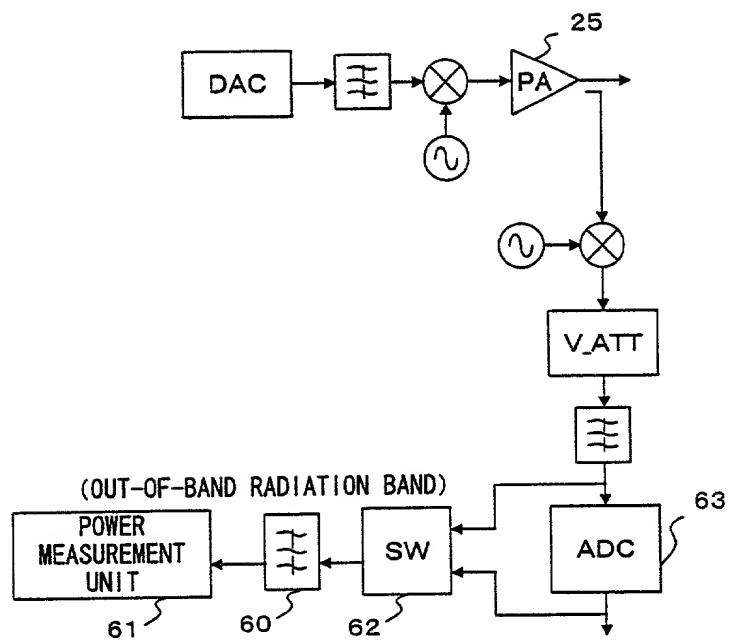 25
DAC
PA
V_ATT
(OUT-OF-BAND RADIATION BAND)
63
POWER
MEASUREMENT
UNIT
SW
ADC
61
60
62